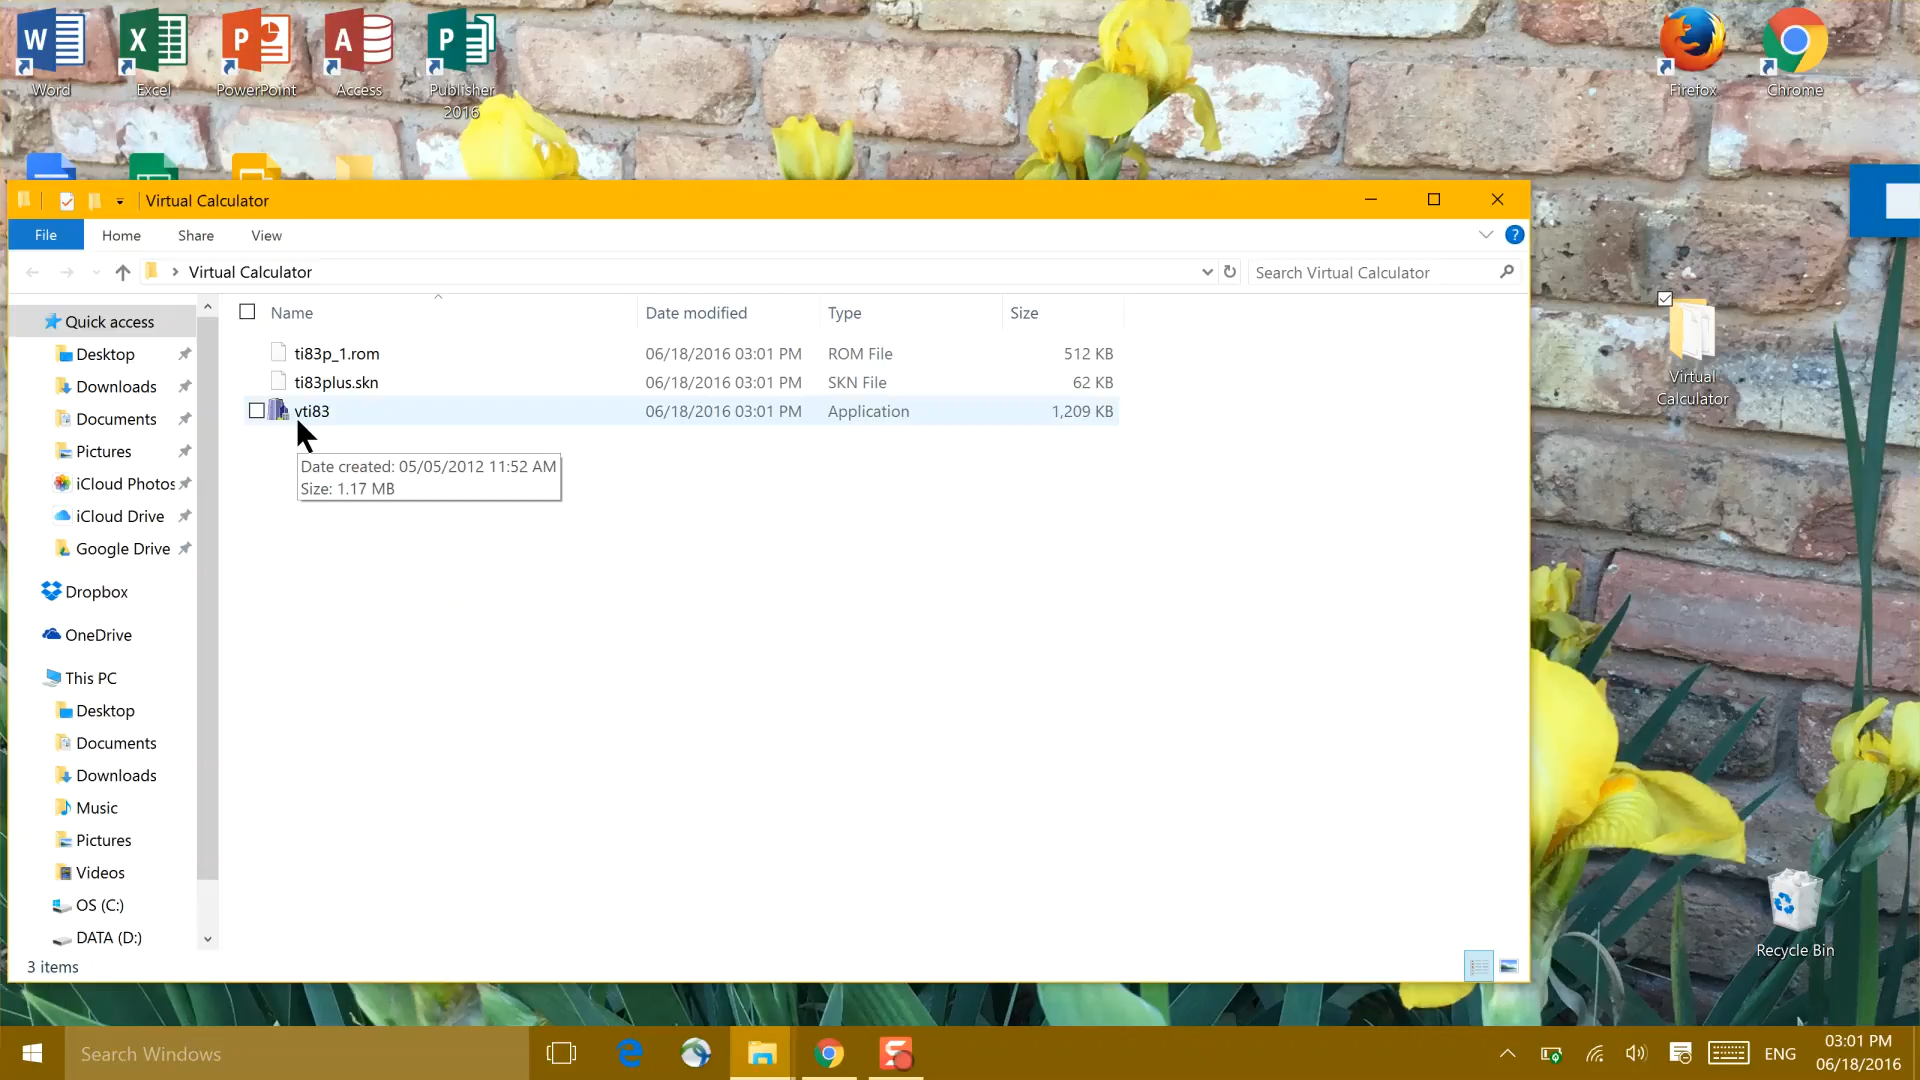 Word
Excel
PowerPoint
Access
Publisher
2016
Firefox
Chrome
Virtual Calculator
File
Home
Share
View
Virtual Calculator
Search Virtual Calculator
Name
Date modified
Type
Size
ti83p_1.rom
06/18/2016 03:01 PM
ROM File
512 KB
ti83plus.skn
06/18/2016 03:01 PM
SKN File
62 KB
vti83
06/18/2016 03:01 PM
Application
1,209 KB
Date created: 05/05/2012 11:52 AM
Size: 1.17 MB
Quick access
Desktop
Downloads
Documents
Pictures
iCloud Photos
iCloud Drive
Google Drive
Dropbox
OneDrive
This PC
Desktop
Documents
Downloads
Music
Pictures
Videos
OS (C:)
DATA (D:)
3 items
Virtual
Calculator
Recycle Bin
Search Windows
ENG
03:01 PM
06/18/2016